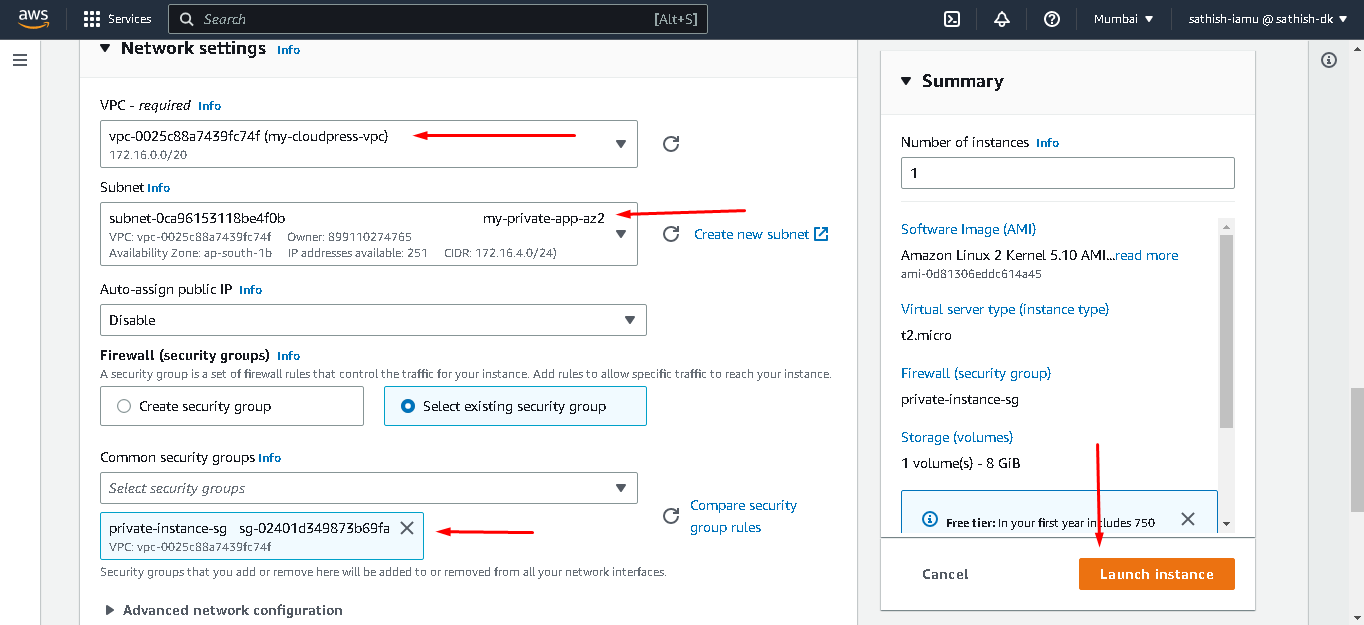 aws
Services
Search
[Alt+S]
Mumbai
sathish-iamu @ sathish-dk
Network settings Info
VPC - required Info
vpc-0025c88a7439fc74f (my-cloudpress-vpc)
172.16.0.0/20
Subnet Info
subnet-0ca96153118be4f0b my-private-app-az2
VPC: vpc-0025c88a7439fc74f Owner: 899110274765
Availability Zone: ap-south-1b IP addresses available: 251 CIDR: 172.16.4.0/24)
Create new subnet
Auto-assign public IP Info
Disable
Firewall (security groups) Info
A security group is a set of firewall rules that control the traffic for your instance. Add rules to allow specific traffic to reach your instance.
Create security group
Select existing security group
Common security groups Info
Select security groups
Compare security
group rules
private-instance-sg sg-02401d349873b69fa
VPC: vpc-0025c88a7439fc74f
Security groups that you add or remove here will be added to or removed from all your network interfaces.
Advanced network configuration
Summary
Number of instances Info
1
Software Image (AMI)
Amazon Linux 2 Kernel 5.10 AMI...read more
ami-0d81306eddc614a45
Virtual server type (instance type)
t2.micro
Firewall (security group)
private-instance-sg
Storage (volumes)
1 volume(s) - 8 GiB
Free tier: In your first year includes 750
Cancel
Launch instance